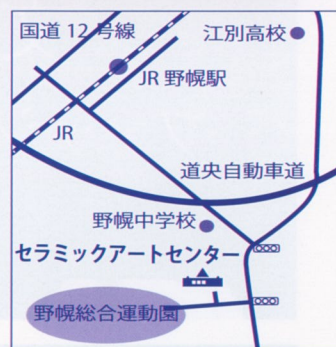 国道12号線
江別高校
JR 野幌駅
JR
道央自動車道
野幌中学校
セラミックアートセンター
野幌総合運動園